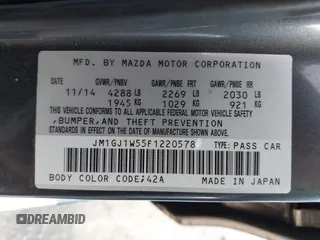 MFD. BY MAZDA MOTOR CORPORATION
GVWR/PNBV GAWR/PNBE FRT GAWR/PNBE RR
11/14 4288 LB 2269 LB 2030 LB
1945 KG 1029 KG 921 KG
THIS VEHICLE CONFORMS TO ALL APPLICABLE FEDERAL MOTOR VEHICLE SAFETY
,BUMPER,AND THEFT PREVENTION
STANDARDS IN EFFECT ON THE DATE OF MANUFACTURE SHOWN ABOVE.
JM1GJ1W55F1220578 TYPE:PASS CAR
BODY COLOR CODE;42A MADE IN JAPAN
DREAMBID